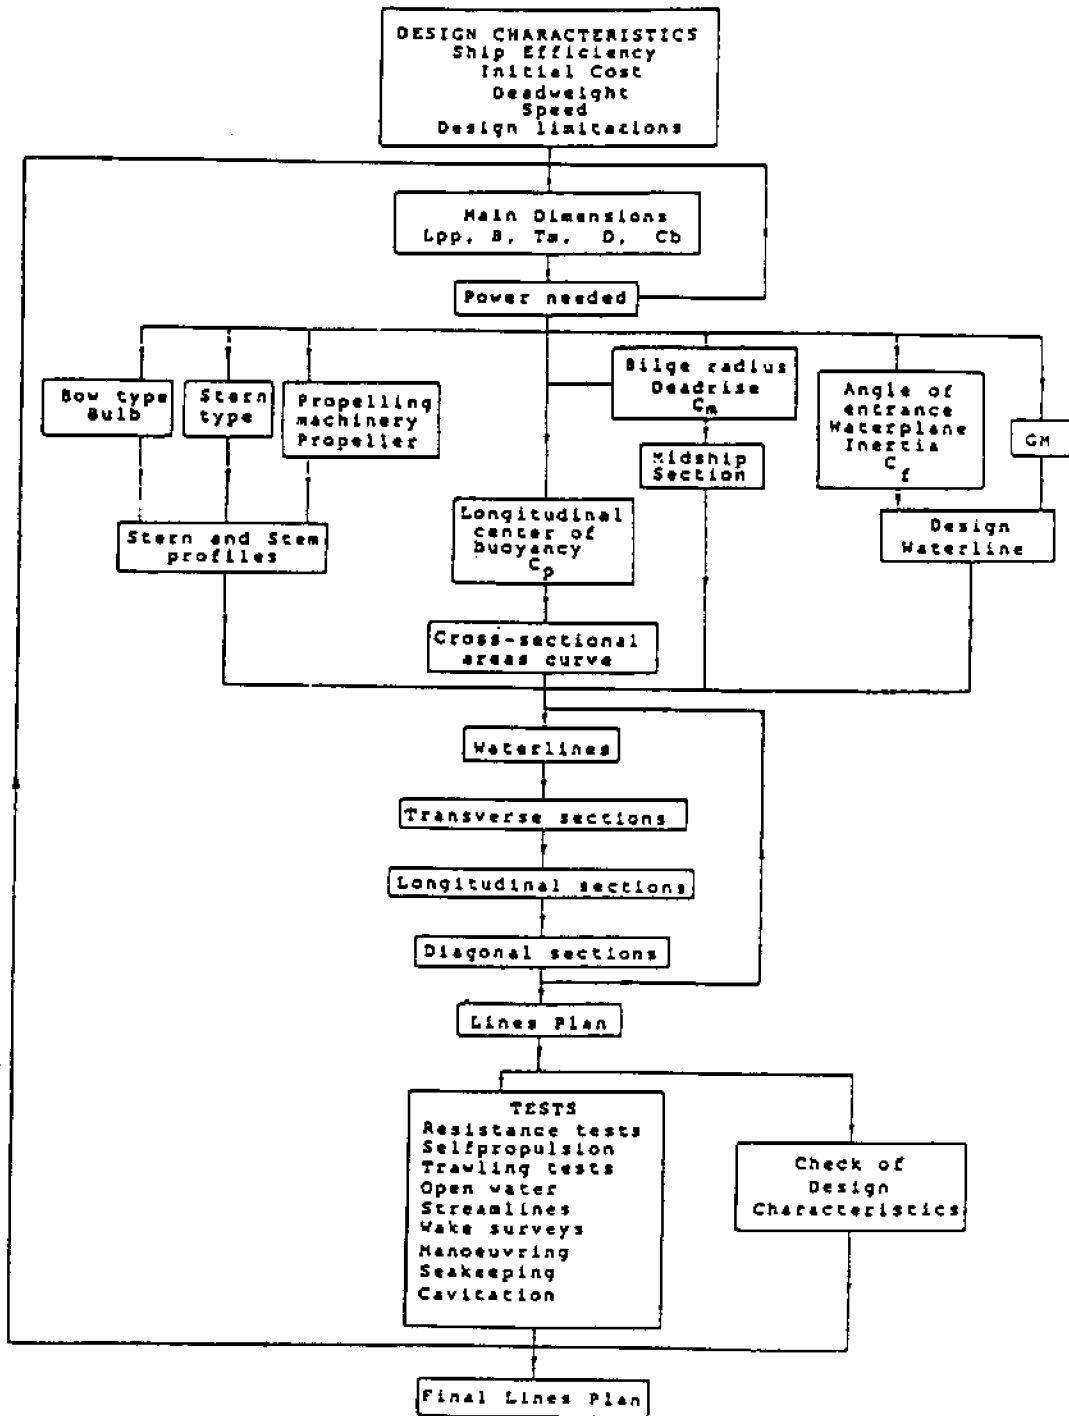 DESIGN CHARACTERISTICS
Ship Efficiency
Initial Cost
Deadweight
Speed
Design limitations
Main Dimensions
Lpp, B, Tm, D, Cb
Power needed
Bow type
Bulb
Stern
type
Propelling
machinery
Propeller
Bilge radius
Deadrise
Cm
Midship
Section
Angle of
entrance
Waterplane
Inertia
Cf
GM
Stern and Stem
profiles
Longitudinal
center of
buoyancy
Cp
Design
Waterline
Cross-sectional
areas curve
Waterlines
Transverse sections
Longitudinal sections
Diagonal sections
Lines Plan
TESTS
Resistance tests
Selfpropulsion
Trawling tests
Open water
Streamlines
Wake surveys
Manoeuvring
Seakeeping
Cavitation
Check of
Design
Characteristics
Final Lines Plan